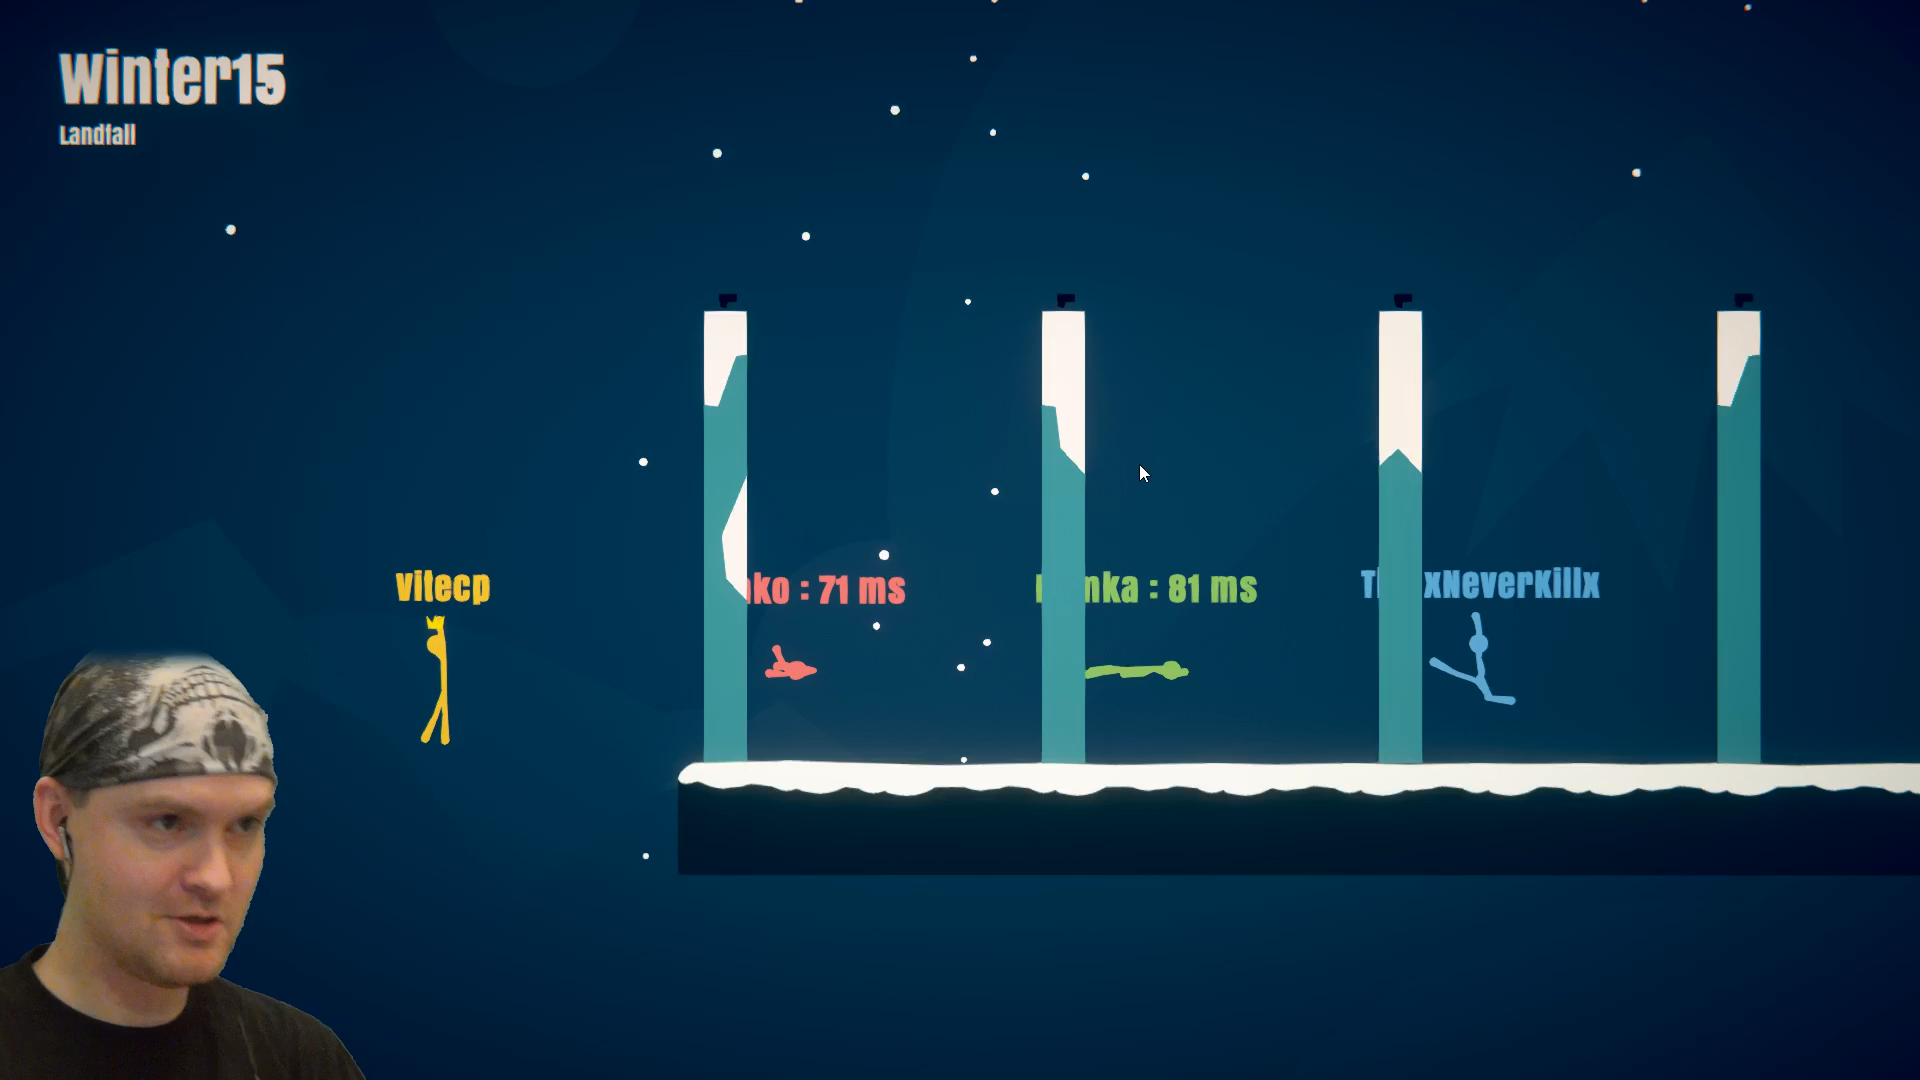 Winter15
Landfall
vitecp
ko : 71 ms
nka : 81 ms
xNeverKillx